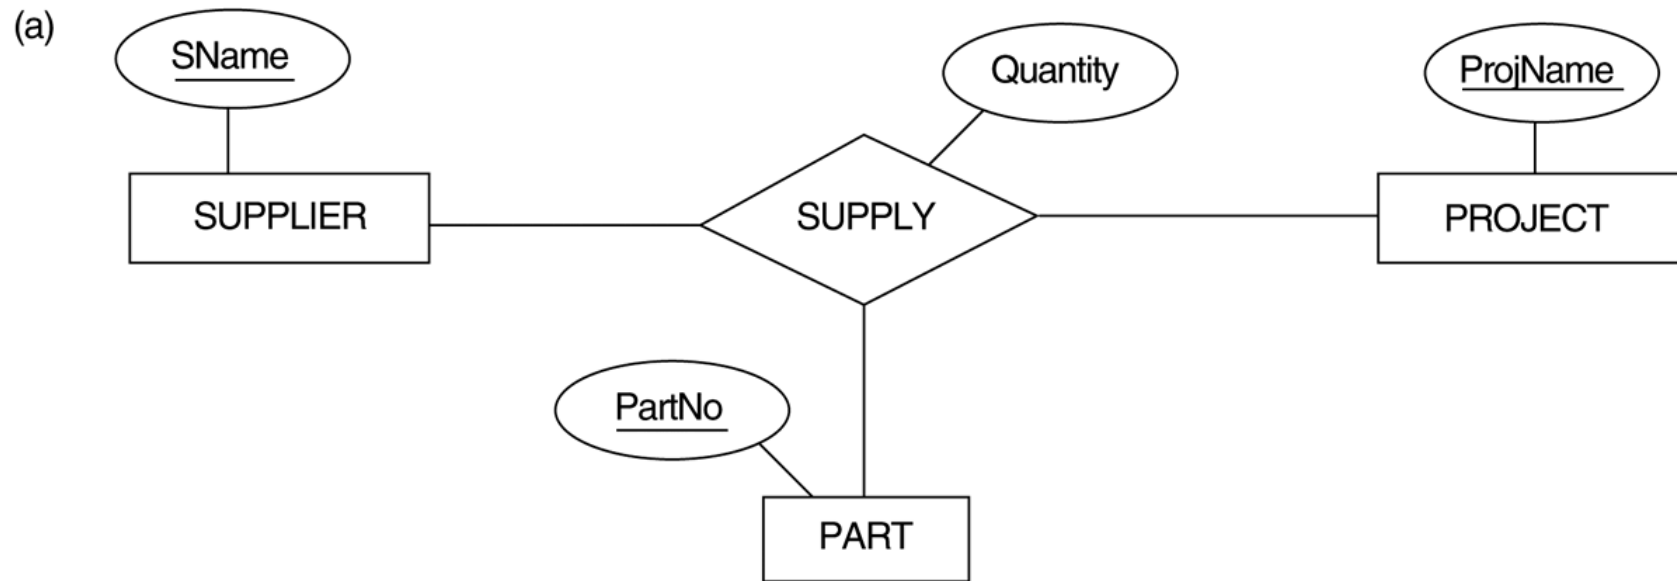 (a)
SName
Quantity
ProjName
SUPPLIER
SUPPLY
PROJECT
PartNo
PART